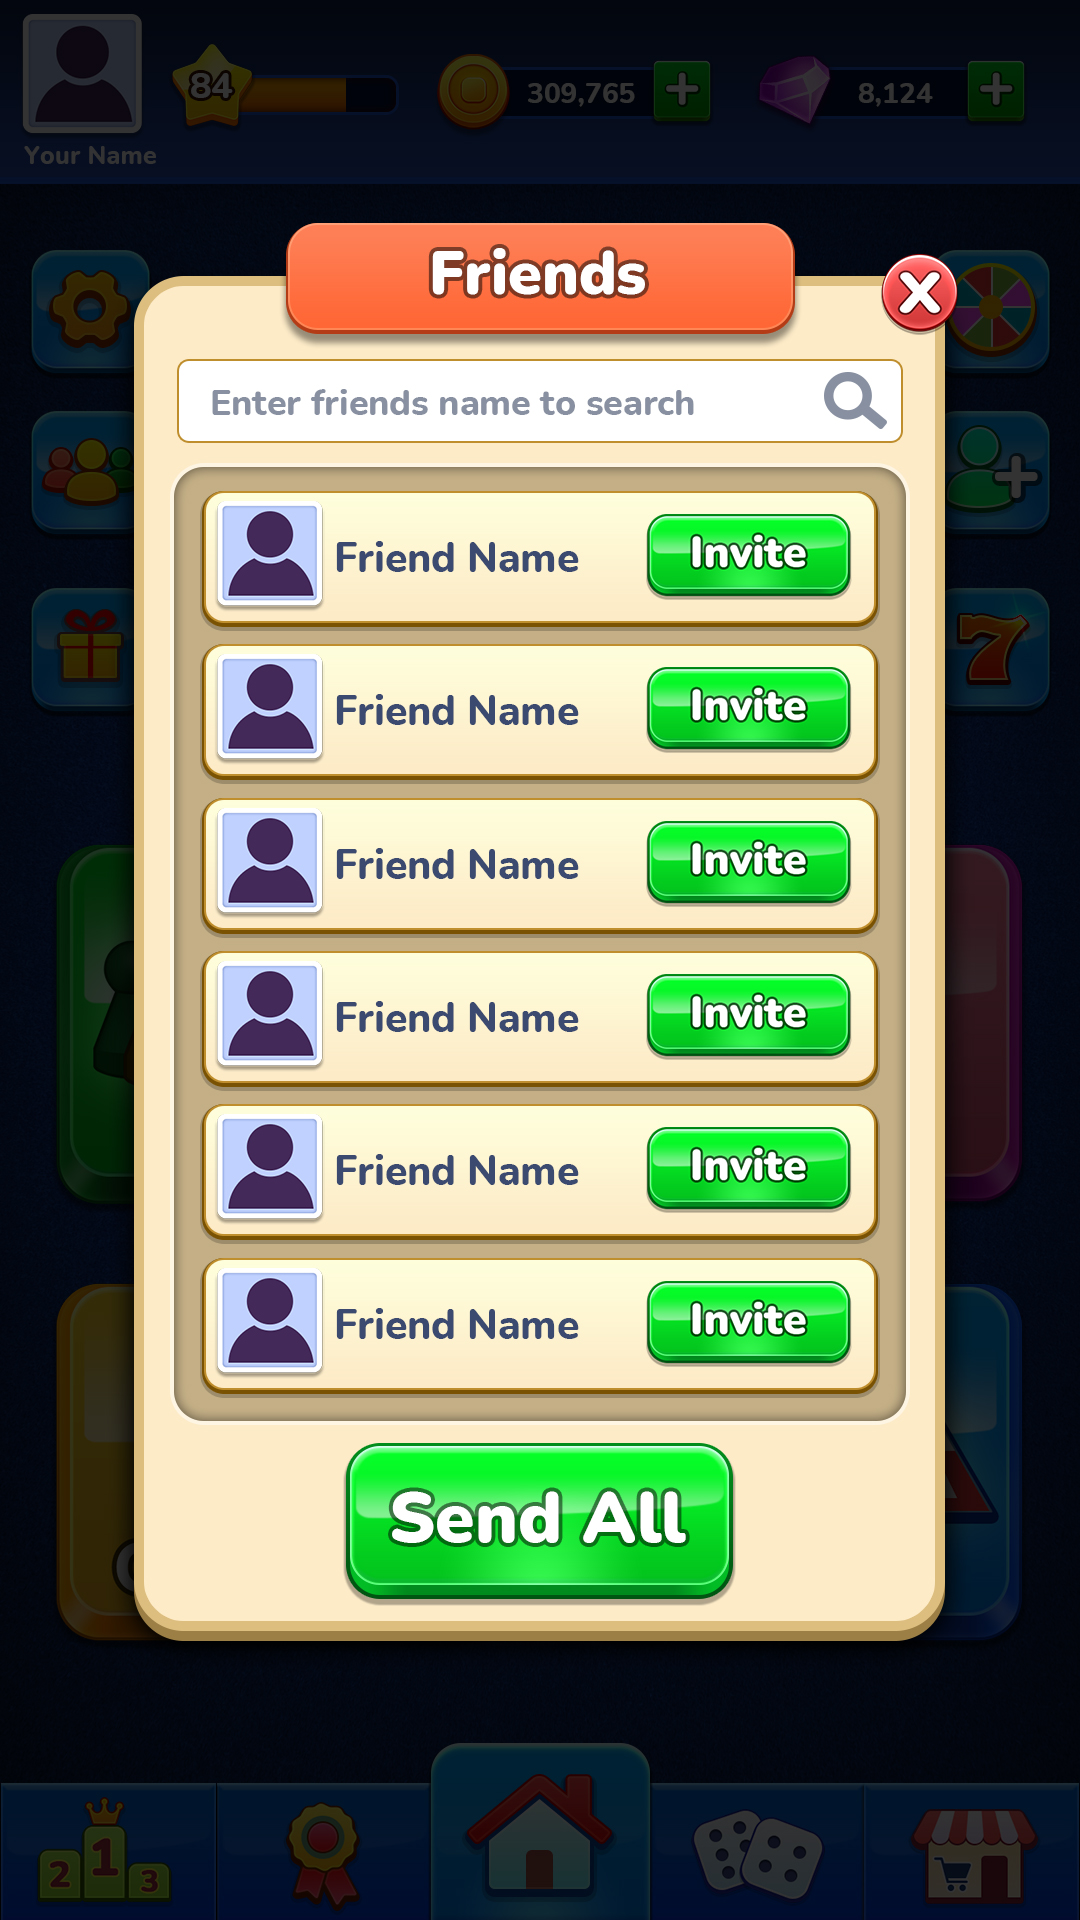 84
309,765
8,124
Your Name
Friends
Enter friends name to search
Friend Name
Invite
Friend Name
Invite
Friend Name
Invite
Friend Name
Invite
Friend Name
Invite
Friend Name
Invite
Send All
7
2
1
3